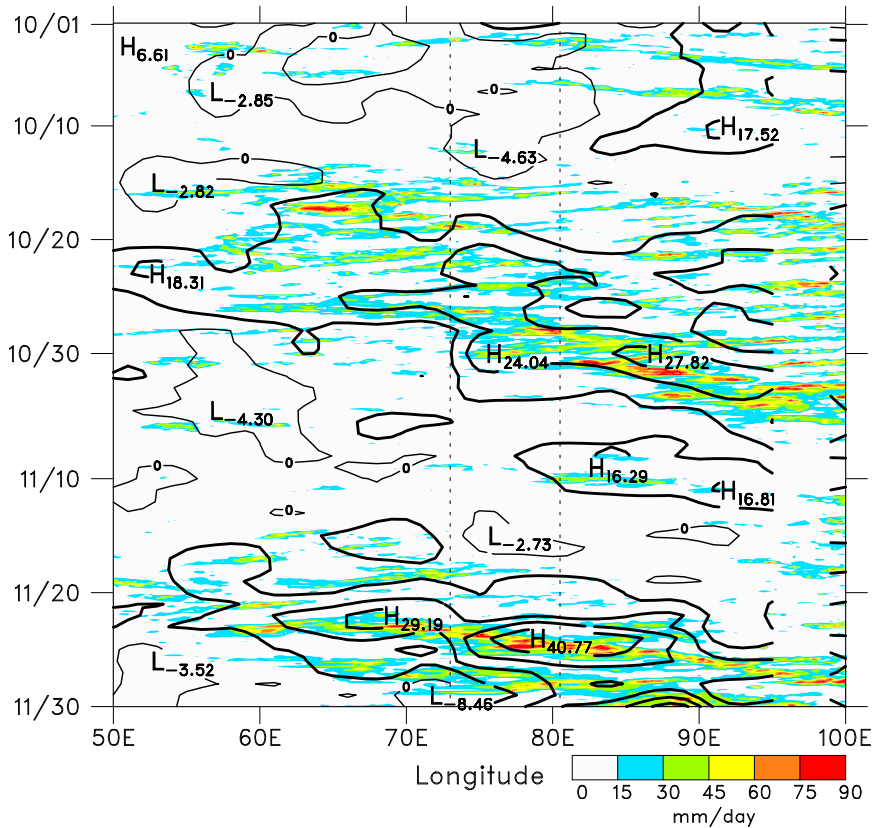 10/01
H6.61
0
0
0
L-2.85
0
10/10
H17.52
L-4.63
0
L-2.82
10/20
H18.31
10/30
H24.04
H27.82
L-4.30
0
0
H16.29
11/10
H16.81
0
L-2.73
11/20
H29.19
H40.77
L-3.52
0
L-8.46
11/30
50E 60E 70E 80E 90E 100E
Longitude
0 15 30 45 60 75 90
mm/day